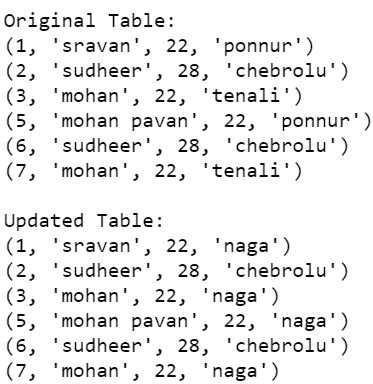 Original Table:
(1, 'sravan', 22, 'ponnur')
(2, 'sudheer', 28, 'chebrolu')
(3, 'mohan', 22, 'tenali')
(5, 'mohan pavan', 22, 'ponnur')
(6, 'sudheer', 28, 'chebrolu')
(7, 'mohan', 22, 'tenali')
Updated Table:
(1, 'sravan', 22, 'naga')
(2, 'sudheer', 28, 'chebrolu')
(3, 'mohan', 22, 'naga')
(5, 'mohan pavan', 22, 'naga')
(6, 'sudheer', 28, 'chebrolu')
(7, 'mohan', 22, 'naga')